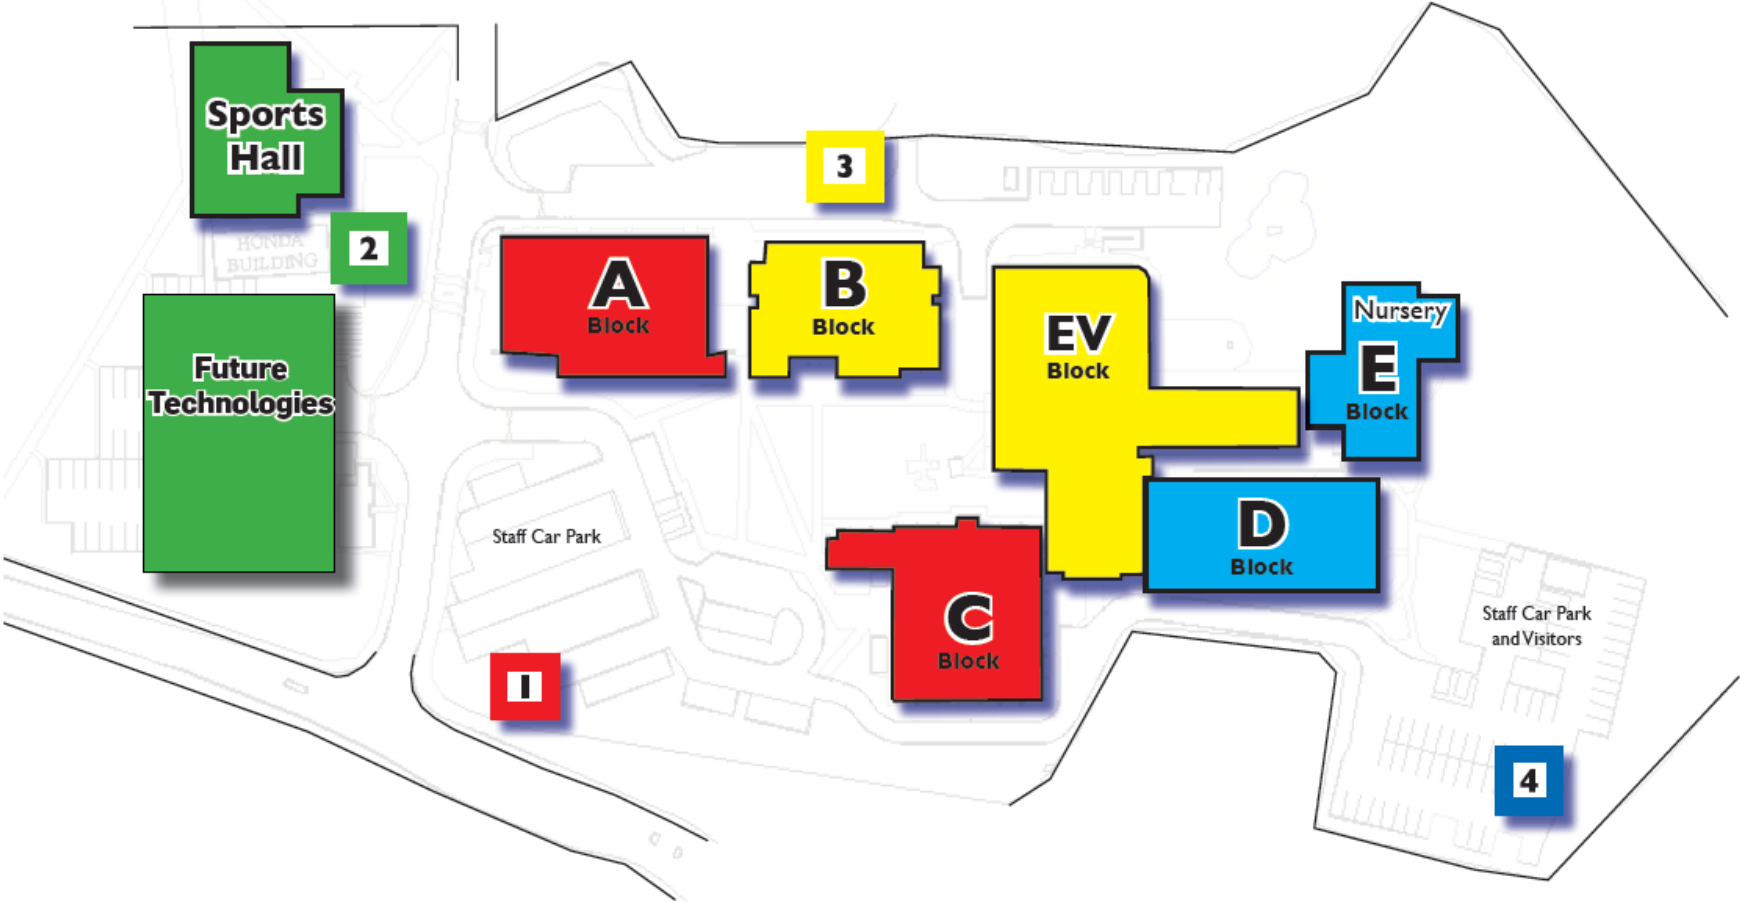 Sports
Hall
HONDA
BUILDING
2
Future
Technologies
3
A
Block
B
Block
EV
Block
Nursery
E
Block
D
Block
C
Block
Staff Car Park
1
Staff Car Park
and Visitors
4